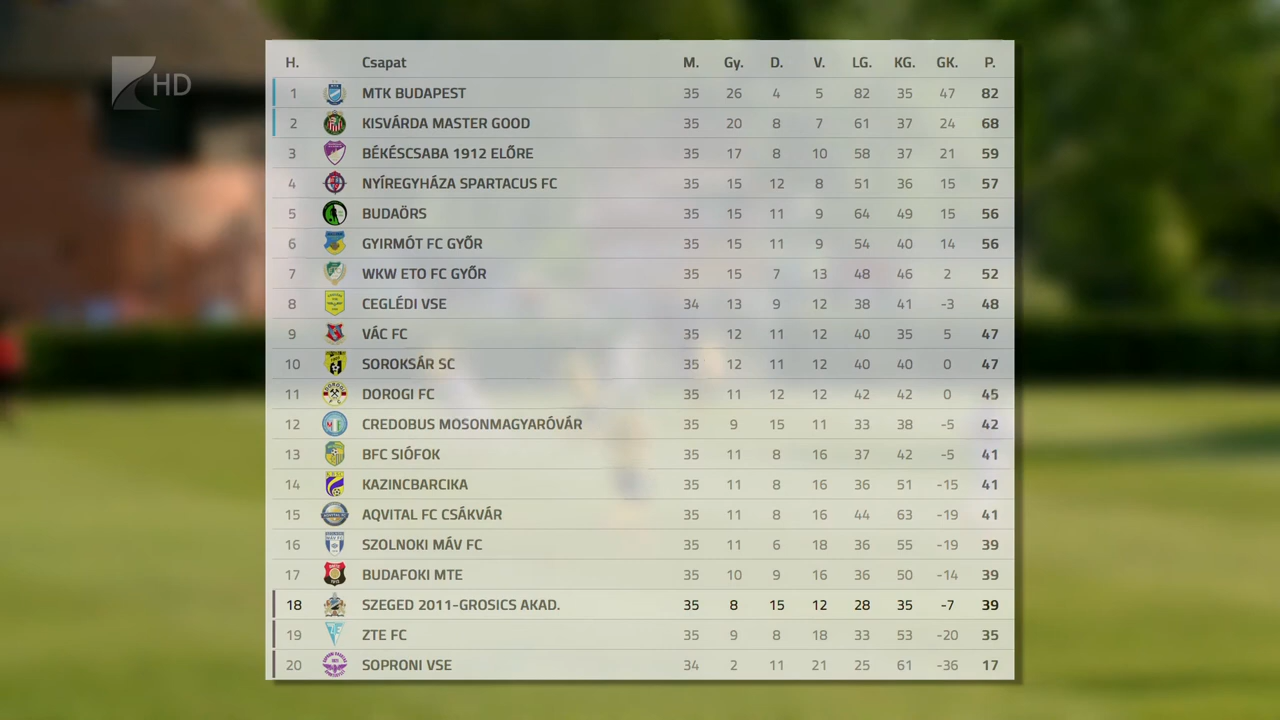 HD
H. Csapat M. Gy. D. V. LG. KG. GK. P.
1 MTK BUDAPEST 35 26 4 5 82 35 47 82
2 KISVÁRDA MASTER GOOD 35 20 8 7 61 37 24 68
3 BÉKÉSCSABA 1912 ELŐRE 35 17 8 10 58 37 21 59
4 NYÍREGYHÁZA SPARTACUS FC 35 15 12 8 51 36 15 57
5 BUDAÖRS 35 15 11 9 64 49 15 56
6 GYIRMÓT FC GYŐR 35 15 11 9 54 40 14 56
7 WKW ETO FC GYŐR 35 15 7 13 48 46 2 52
8 CEGLÉDI VSE 34 13 9 12 38 41 -3 48
9 VÁC FC 35 12 11 12 40 35 5 47
10 SOROKSÁR SC 35 12 11 12 40 40 0 47
11 DOROGI FC 35 11 12 12 42 42 0 45
12 CREDOBUS MOSONMAGYARÓVÁR 35 9 15 11 33 38 -5 42
13 BFC SIÓFOK 35 11 8 16 37 42 -5 41
14 KAZINCBARCIKA 35 11 8 16 36 51 -15 41
15 AQVITAL FC CSÁKVÁR 35 11 8 16 44 63 -19 41
16 SZOLNOKI MÁV FC 35 11 6 18 36 55 -19 39
17 BUDAFOKI MTE 35 10 9 16 36 50 -14 39
18 SZEGED 2011-GROSICS AKAD. 35 8 15 12 28 35 -7 39
19 ZTE FC 35 9 8 18 33 53 -20 35
20 SOPRONI VSE 34 2 11 21 25 61 -36 17